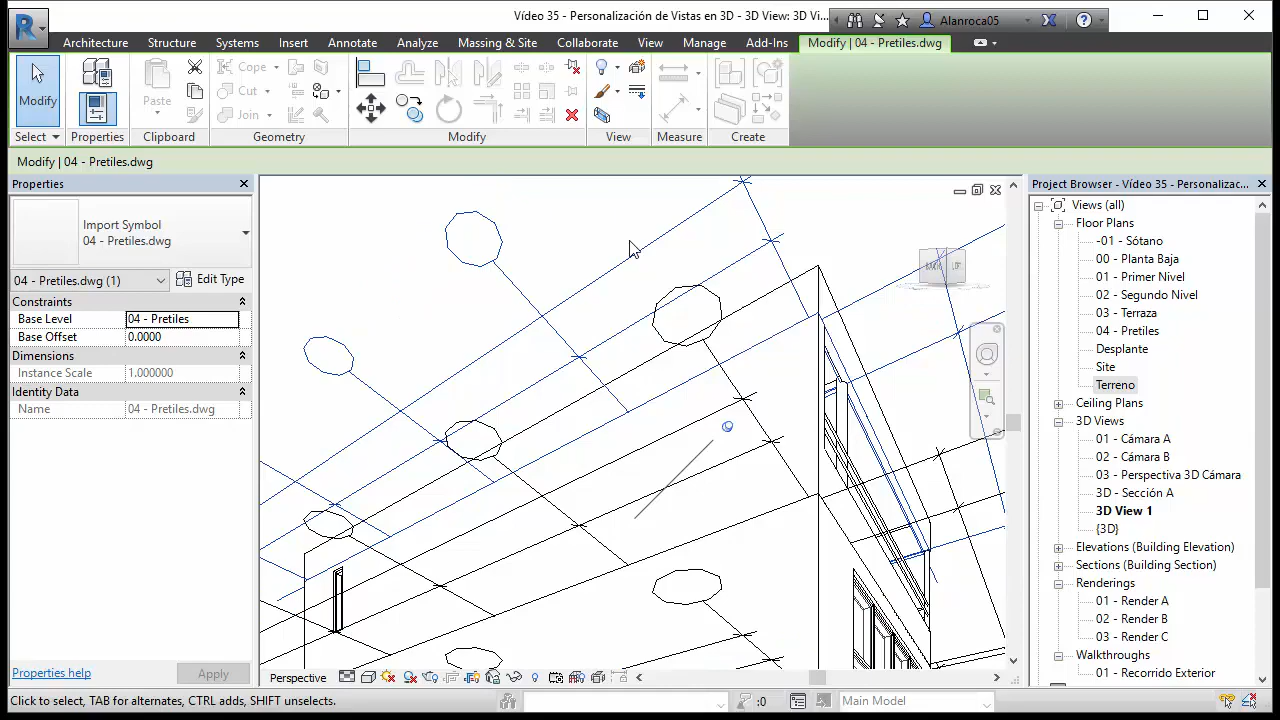 Vídeo 35 - Personalización de Vistas en 3D - 3D View: 3D Vi...
Alanroca05
Architecture Structure Systems Insert Annotate Analyze Massing & Site Collaborate View Manage Add-Ins Modify | 04 - Pretiles.dwg
Modify
Paste
Cope
Cut
Join
Select Properties Clipboard Geometry Modify View Measure Create
Modify | 04 - Pretiles.dwg
Properties
Import Symbol
04 - Pretiles.dwg
04 - Pretiles.dwg (1)
Edit Type
Constraints
Base Level 04 - Pretiles
Base Offset 0.0000
Dimensions
Instance Scale 1.000000
Identity Data
Name 04 - Pretiles.dwg
Properties help
Apply
Perspective
Project Browser - Vídeo 35 - Personalizac...
Views (all)
Floor Plans
-01 - Sótano
00 - Planta Baja
01 - Primer Nivel
02 - Segundo Nivel
03 - Terraza
04 - Pretiles
Desplante
Site
Terreno
Ceiling Plans
3D Views
01 - Cámara A
02 - Cámara B
03 - Perspectiva 3D Cámara
3D - Sección A
3D View 1
{3D}
Elevations (Building Elevation)
Sections (Building Section)
Renderings
01 - Render A
02 - Render B
03 - Render C
Walkthroughs
01 - Recorrido Exterior
Click to select, TAB for alternates, CTRL adds, SHIFT unselects.
:0
Main Model